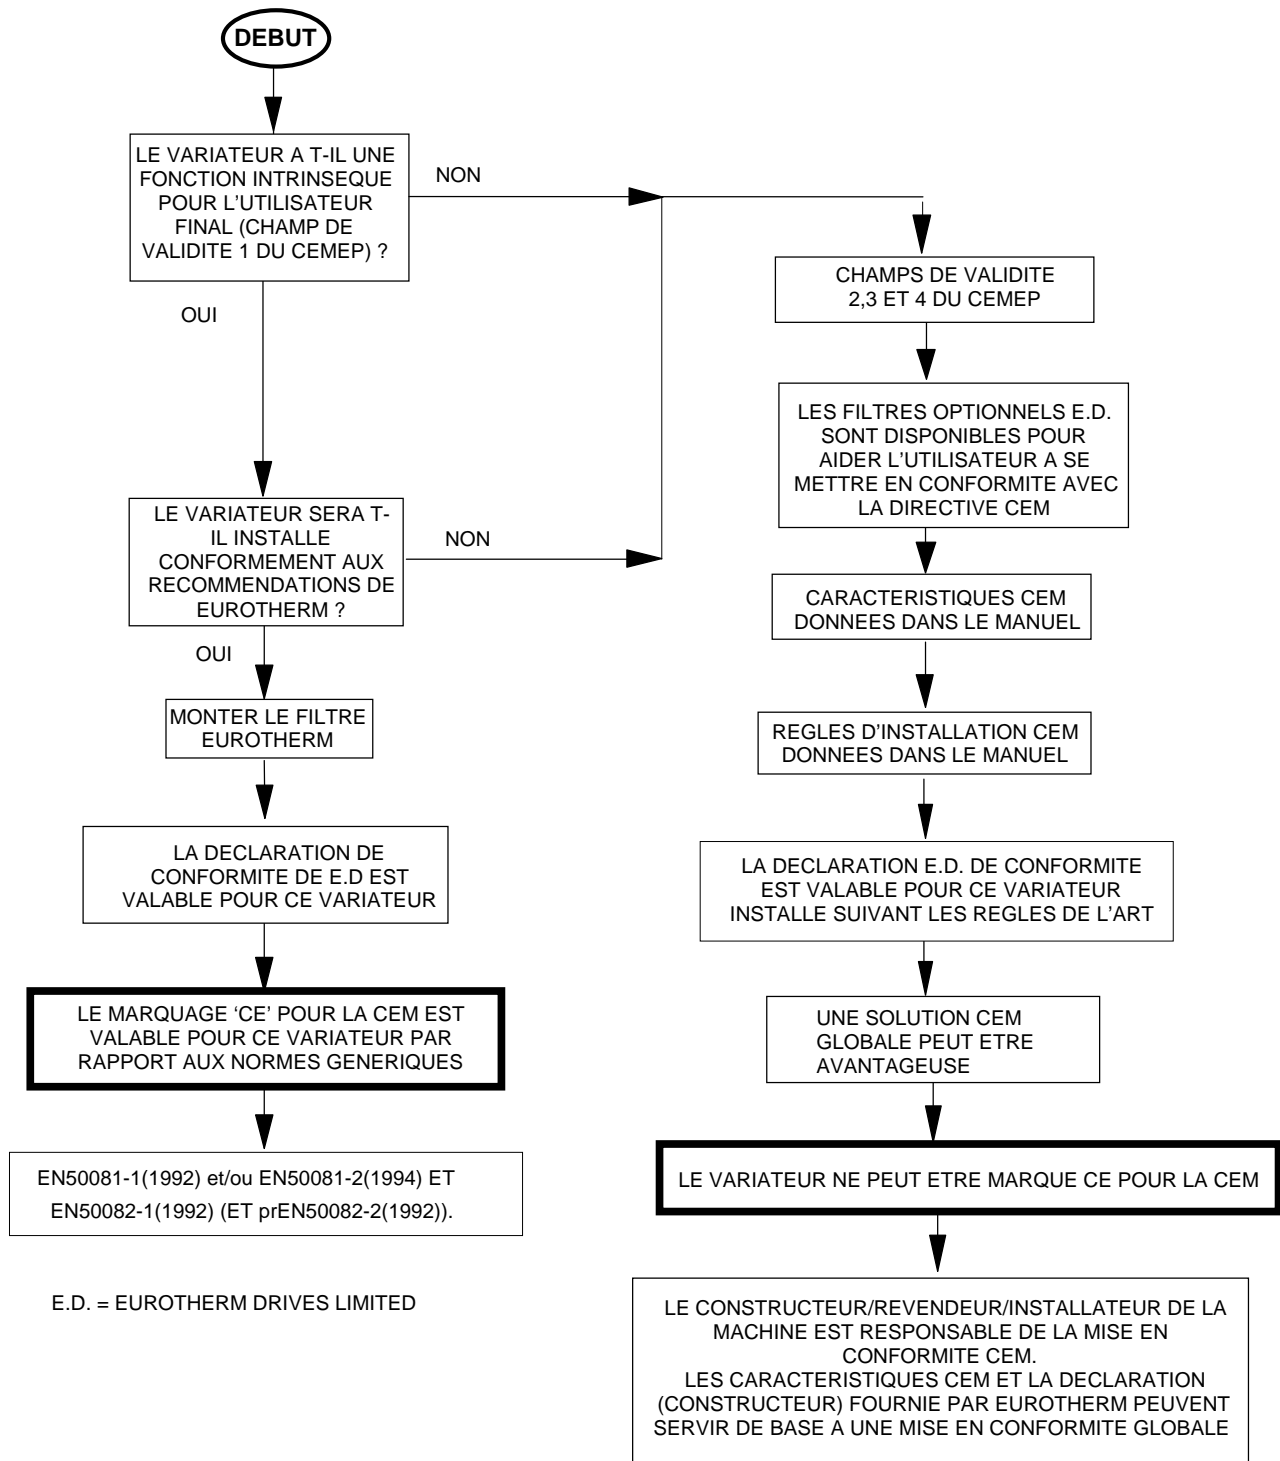 DEBUT
LE VARIATEUR A T-IL UNE
FONCTION INTRINSEQUE
POUR L'UTILISATEUR
FINAL (CHAMP DE
VALIDITE 1 DU CEMEP) ?
NON
OUI
LE VARIATEUR SERA T-
IL INSTALLE
CONFORMEMENT AUX
RECOMMENDATIONS DE
EUROTHERM ?
NON
OUI
MONTER LE FILTRE
EUROTHERM
LA DECLARATION DE
CONFORMITE DE E.D EST
VALABLE POUR CE VARIATEUR
LE MARQUAGE ‘CE’ POUR LA CEM EST
VALABLE POUR CE VARIATEUR PAR
RAPPORT AUX NORMES GENERIQUES
EN50081-1(1992) et/ou EN50081-2(1994) ET
EN50082-1(1992) (ET prEN50082-2(1992)).
E.D. = EUROTHERM DRIVES LIMITED
CHAMPS DE VALIDITE
2,3 ET 4 DU CEMEP
LES FILTRES OPTIONNELS E.D.
SONT DISPONIBLES POUR
AIDER L'UTILISATEUR A SE
METTRE EN CONFORMITE AVEC
LA DIRECTIVE CEM
CARACTERISTIQUES CEM
DONNEES DANS LE MANUEL
REGLES D'INSTALLATION CEM
DONNEES DANS LE MANUEL
LA DECLARATION E.D. DE CONFORMITE
EST VALABLE POUR CE VARIATEUR
INSTALLE SUIVANT LES REGLES DE L'ART
UNE SOLUTION CEM
GLOBALE PEUT ETRE
AVANTAGEUSE
LE VARIATEUR NE PEUT ETRE MARQUE CE POUR LA CEM
LE CONSTRUCTEUR/REVENDEUR/INSTALLATEUR DE LA
MACHINE EST RESPONSABLE DE LA MISE EN
CONFORMITE CEM.
LES CARACTERISTIQUES CEM ET LA DECLARATION
(CONSTRUCTEUR) FOURNIE PAR EUROTHERM PEUVENT
SERVIR DE BASE A UNE MISE EN CONFORMITE GLOBALE